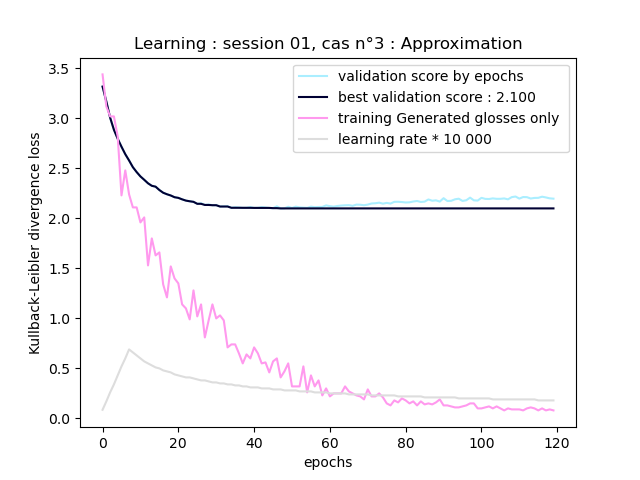 Learning : session 01, cas n°3 : Approximation
validation score by epochs
best validation score : 2.100
training Generated glosses only
learning rate * 10 000
Kullback-Leibler divergence loss
3.5
3.0
2.5
2.0
1.5
1.0
0.5
0.0
0 20 40 60 80 100 120
epochs